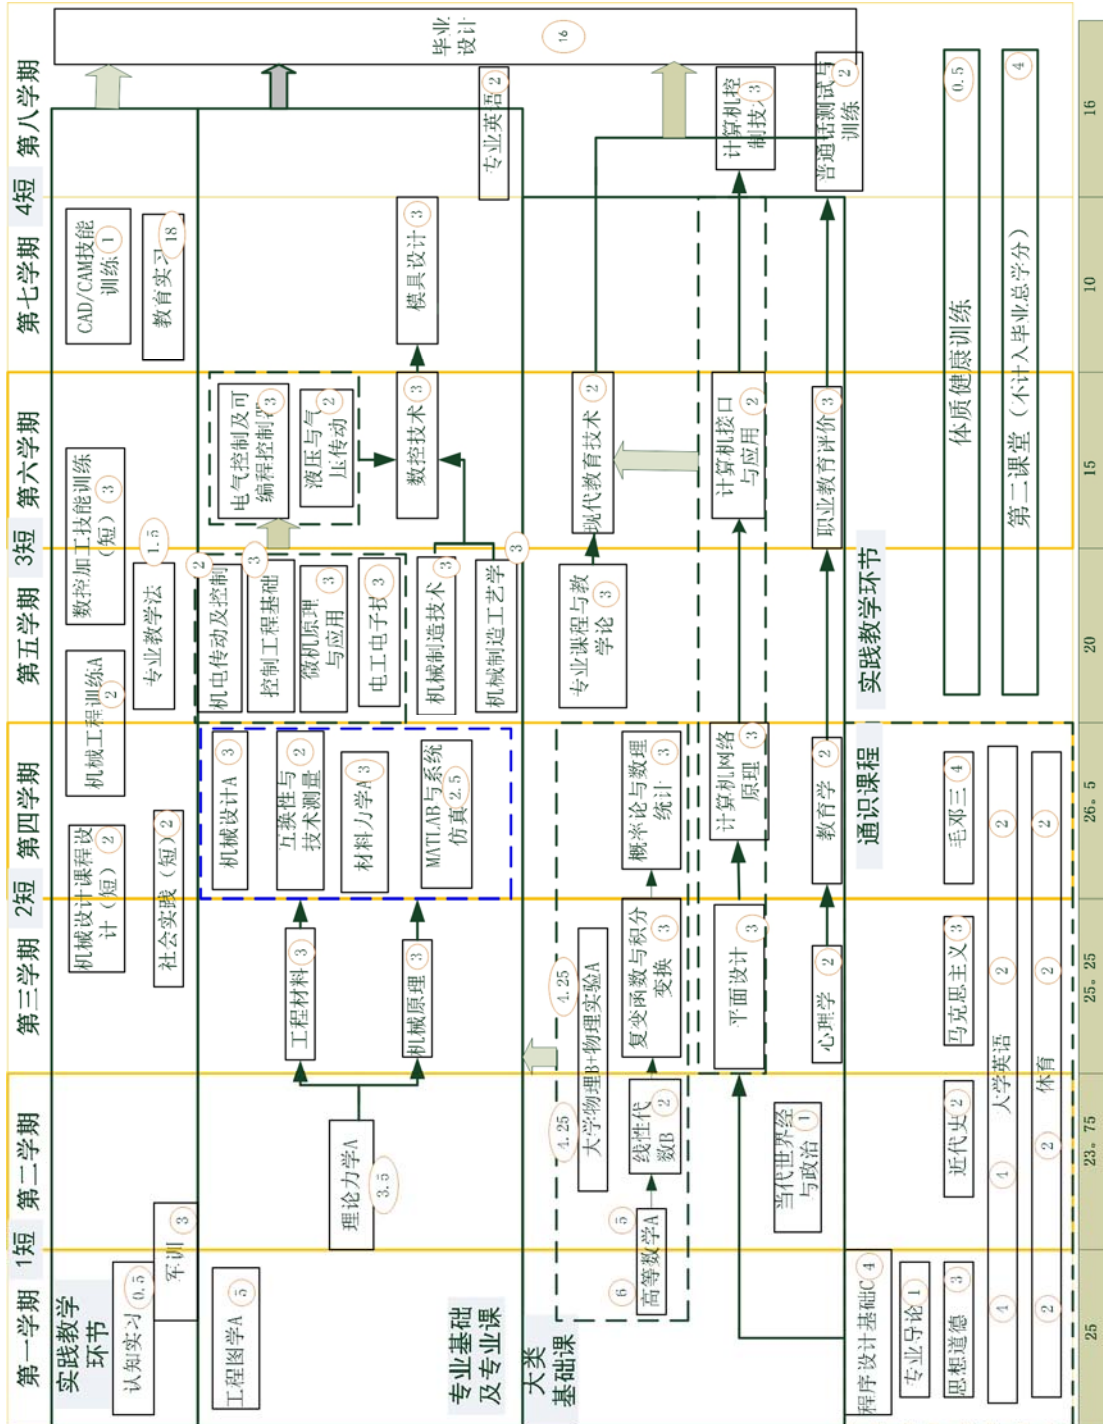 第一学期
1短
第二学期
第三学期
2短
第四学期
第五学期
3短
第六学期
第七学期
4短
第八学期
实践教学
环节
认知实习
0.5
军训
3
机械设计课程设
计（短）
2
社会实践（短）
2
机械工程训练A
2
专业教学法
1.5
数控加工技能训练
（短）
3
CAD/CAM技能
训练
1
教育实习
18
毕业
设计
16
工程图学A
5
理论力学A
3.5
工程材料
3
机械原理
3
机械设计A
3
互换性与
技术测量
2
材料力学A
3
MATLAB与系统
仿真
2.5
机电传动及控制
2
控制工程基础
3
微机原理
与应用
3
电工电子技
3
机械制造技术
3
机械制造工艺学
3
电气控制及可
编程控制器
3
液压与气
压传动
2
数控技术
3
模具设计
3
专业英语
2
专业基础
及专业课
大类
基础课
6
高等数学A
5
4.25
大学物理B+物理实验A
4.25
线性代
数B
2
复变函数与积分
变换
3
概率论与数理
统计
3
专业课程与教
学论
3
现代教育技术
2
平面设计
3
计算机网络
原理
3
计算机接口
与应用
2
计算机控
制技术
3
当代世界经
与政治
1
心理学
2
教育学
2
职业教育评价
3
普通话测试与
训练
2
通识课程
实践教学环节
程序设计基础C
4
专业导论
1
思想道德
3
近代史
2
马克思主义
3
毛邓三
4
4
4
大学英语
2
2
2
2
体育
2
2
体质健康训练
0.5
第二课堂（不计入毕业总学分）
4
25
23。75
25。25
26。5
20
15
10
16